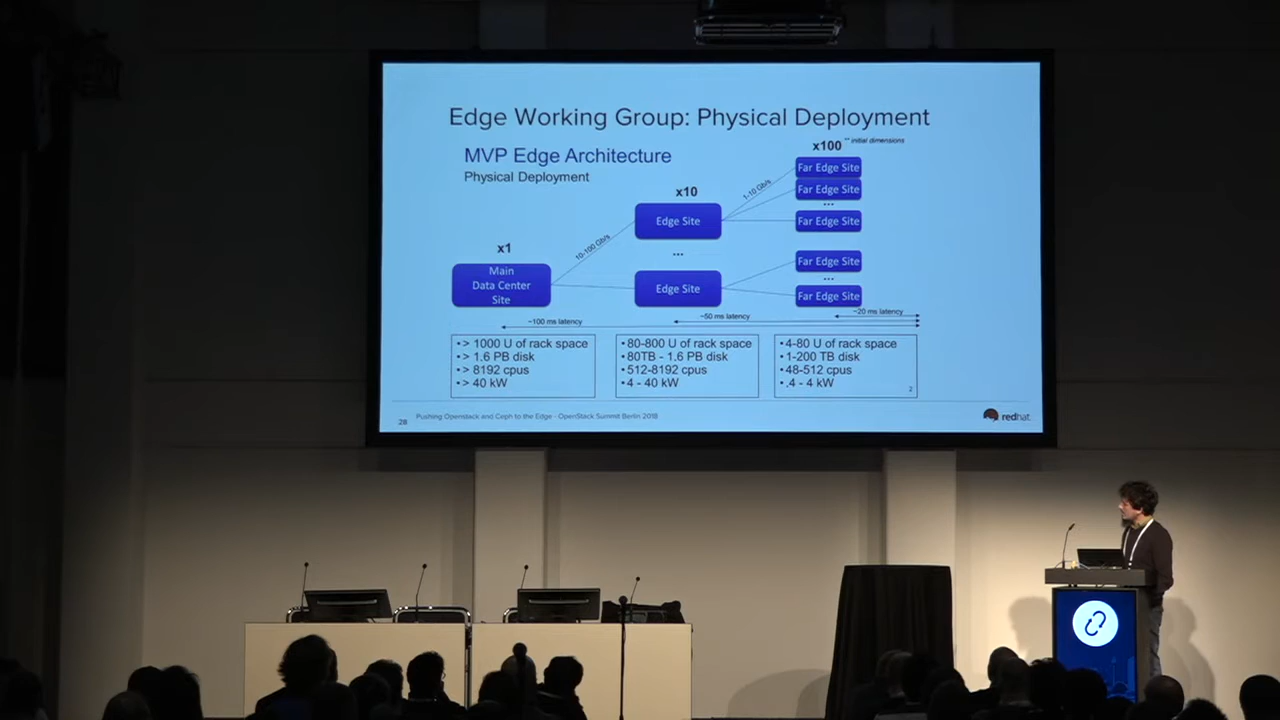 Edge Working Group: Physical Deployment
MVP Edge Architecture
Physical Deployment
x100 ** initial dimensions
Far Edge Site
Far Edge Site
...
Far Edge Site
x10
1-10 Gb/s
Edge Site
...
Edge Site
Far Edge Site
...
Far Edge Site
x1
10-100 Gb/s
Main
Data Center
Site
~100 ms latency
~50 ms latency
~20 ms latency
• > 1000 U of rack space
• > 1.6 PB disk
• > 8192 cpus
• > 40 kW
• 80-800 U of rack space
• 80TB - 1.6 PB disk
• 512-8192 cpus
• 4 - 40 kW
• 4-80 U of rack space
• 1-200 TB disk
• 48-512 cpus
• .4 - 4 kW
2
28
Pushing Openstack and Ceph to the Edge - OpenStack Summit Berlin 2018
redhat.